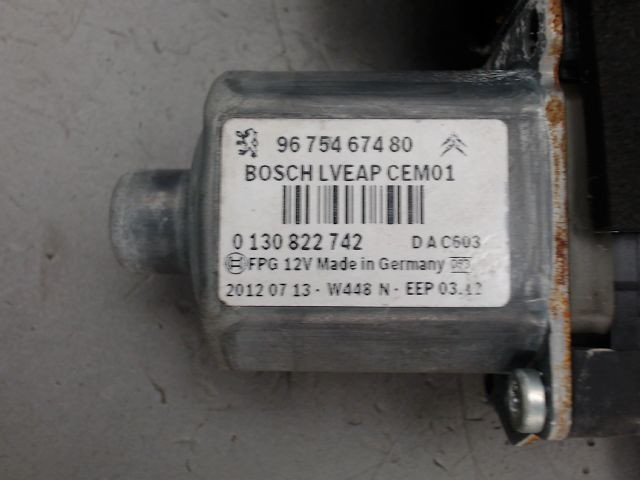 96 754 674 80
BOSCH LVEAP CEM01
0 130 822 742 D A C603
FPG 12V Made in Germany
2012 07 13 - W448 N - EEP 03.12